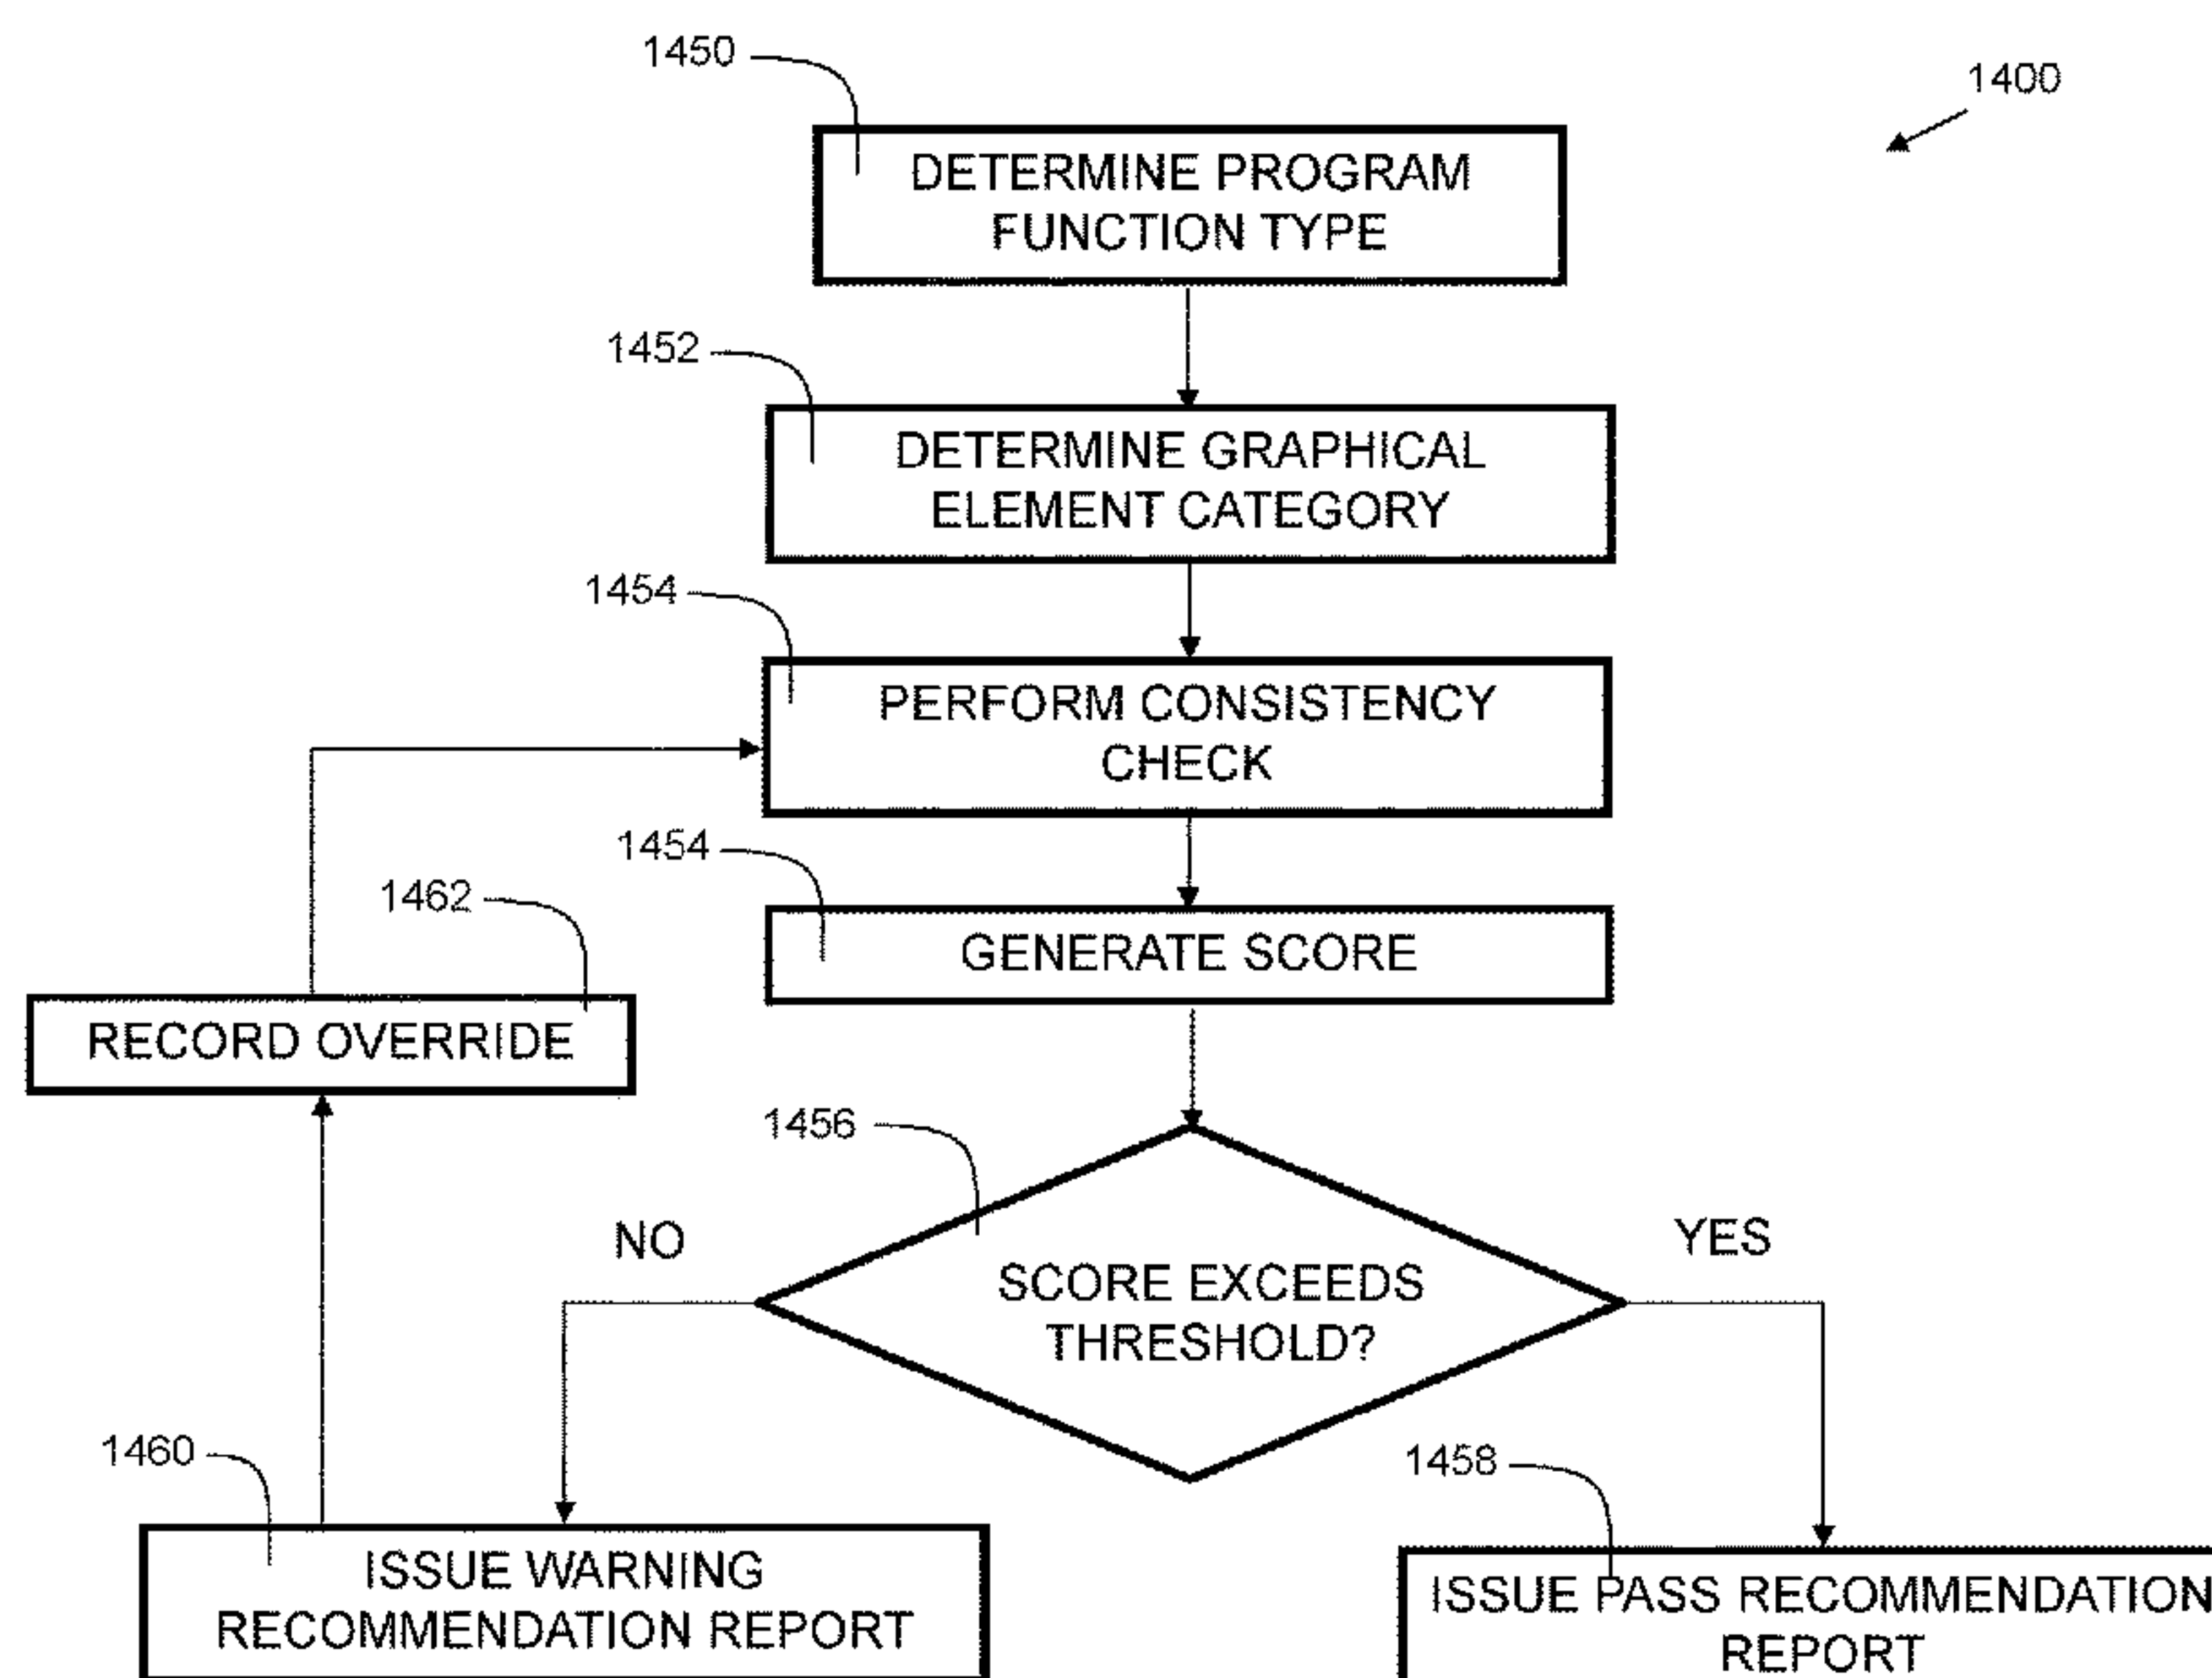 1450
1400
DETERMINE PROGRAM
FUNCTION TYPE
1452
DETERMINE GRAPHICAL
ELEMENT CATEGORY
1454
PERFORM CONSISTENCY
CHECK
1454
GENERATE SCORE
1462
RECORD OVERRIDE
1456
NO
YES
SCORE EXCEEDS
THRESHOLD?
1460
ISSUE WARNING
RECOMMENDATION REPORT
1458
ISSUE PASS RECOMMENDATION
REPORT